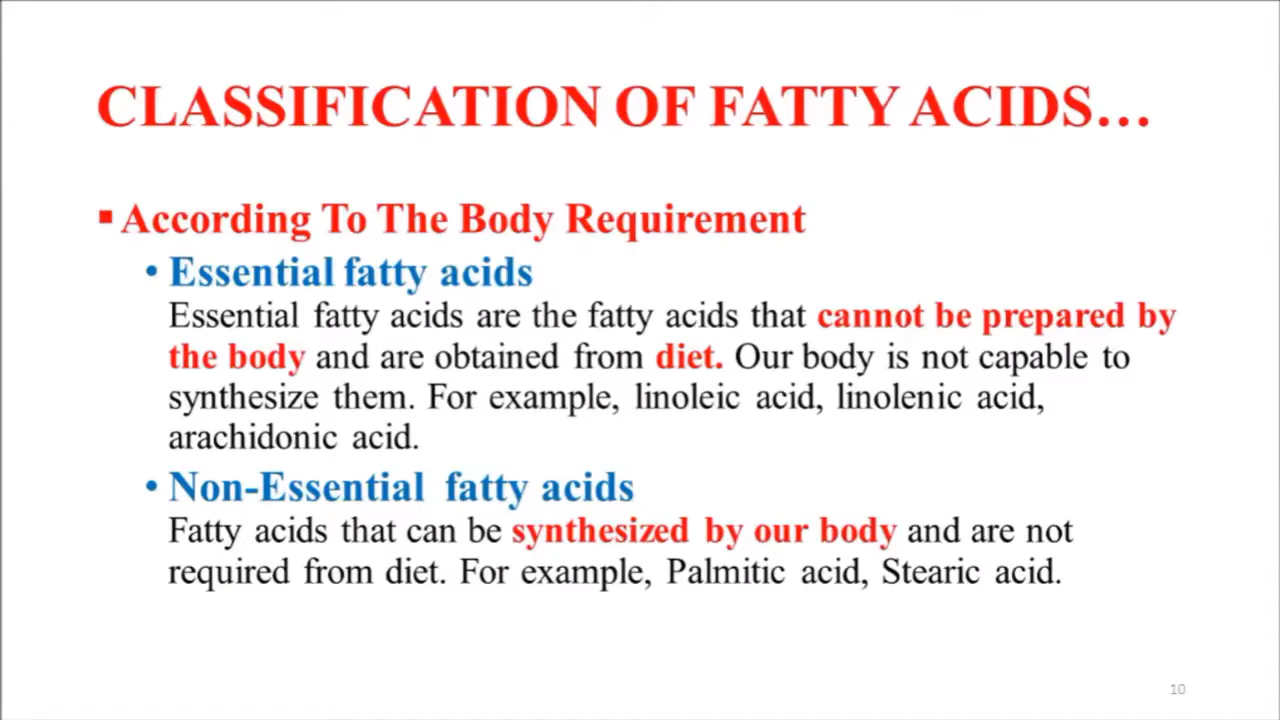 CLASSIFICATION OF FATTY ACIDS...
▪ According To The Body Requirement
• Essential fatty acids
Essential fatty acids are the fatty acids that cannot be prepared by
the body and are obtained from diet. Our body is not capable to
synthesize them. For example, linoleic acid, linolenic acid,
arachidonic acid.
• Non-Essential fatty acids
Fatty acids that can be synthesized by our body and are not
required from diet. For example, Palmitic acid, Stearic acid.
10